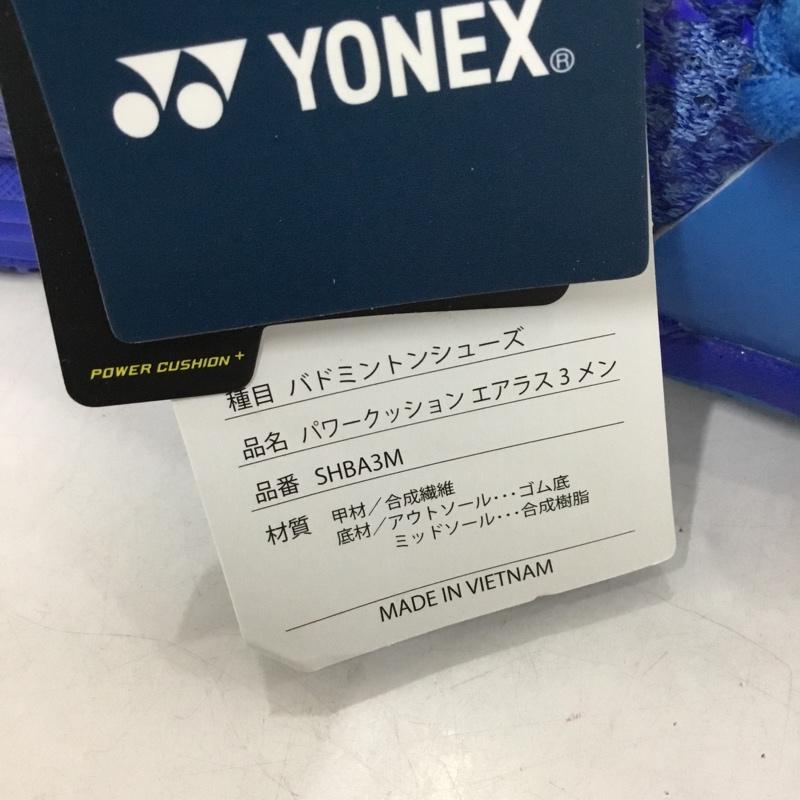 YONEX®
POWER CUSHION+
種目 バドミントンシューズ
品名 パワークッション エアラス 3 メン
品番 SHBA3M
材質 甲材／合成繊維
底材／アウトソール･･･ゴム底
ミッドソール･･･合成樹脂
MADE IN VIETNAM